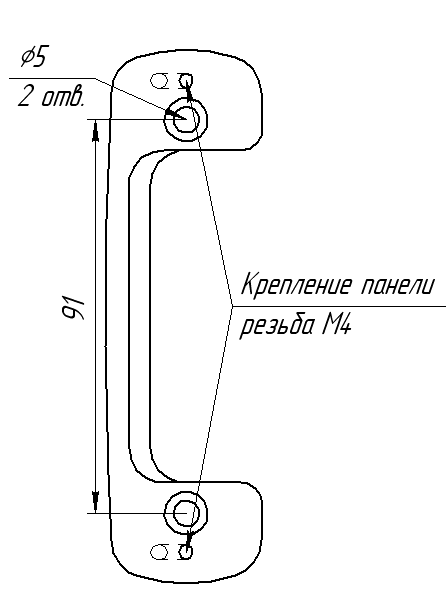 ⌀5
2 отв.
91
Крепление панели
резьба М4